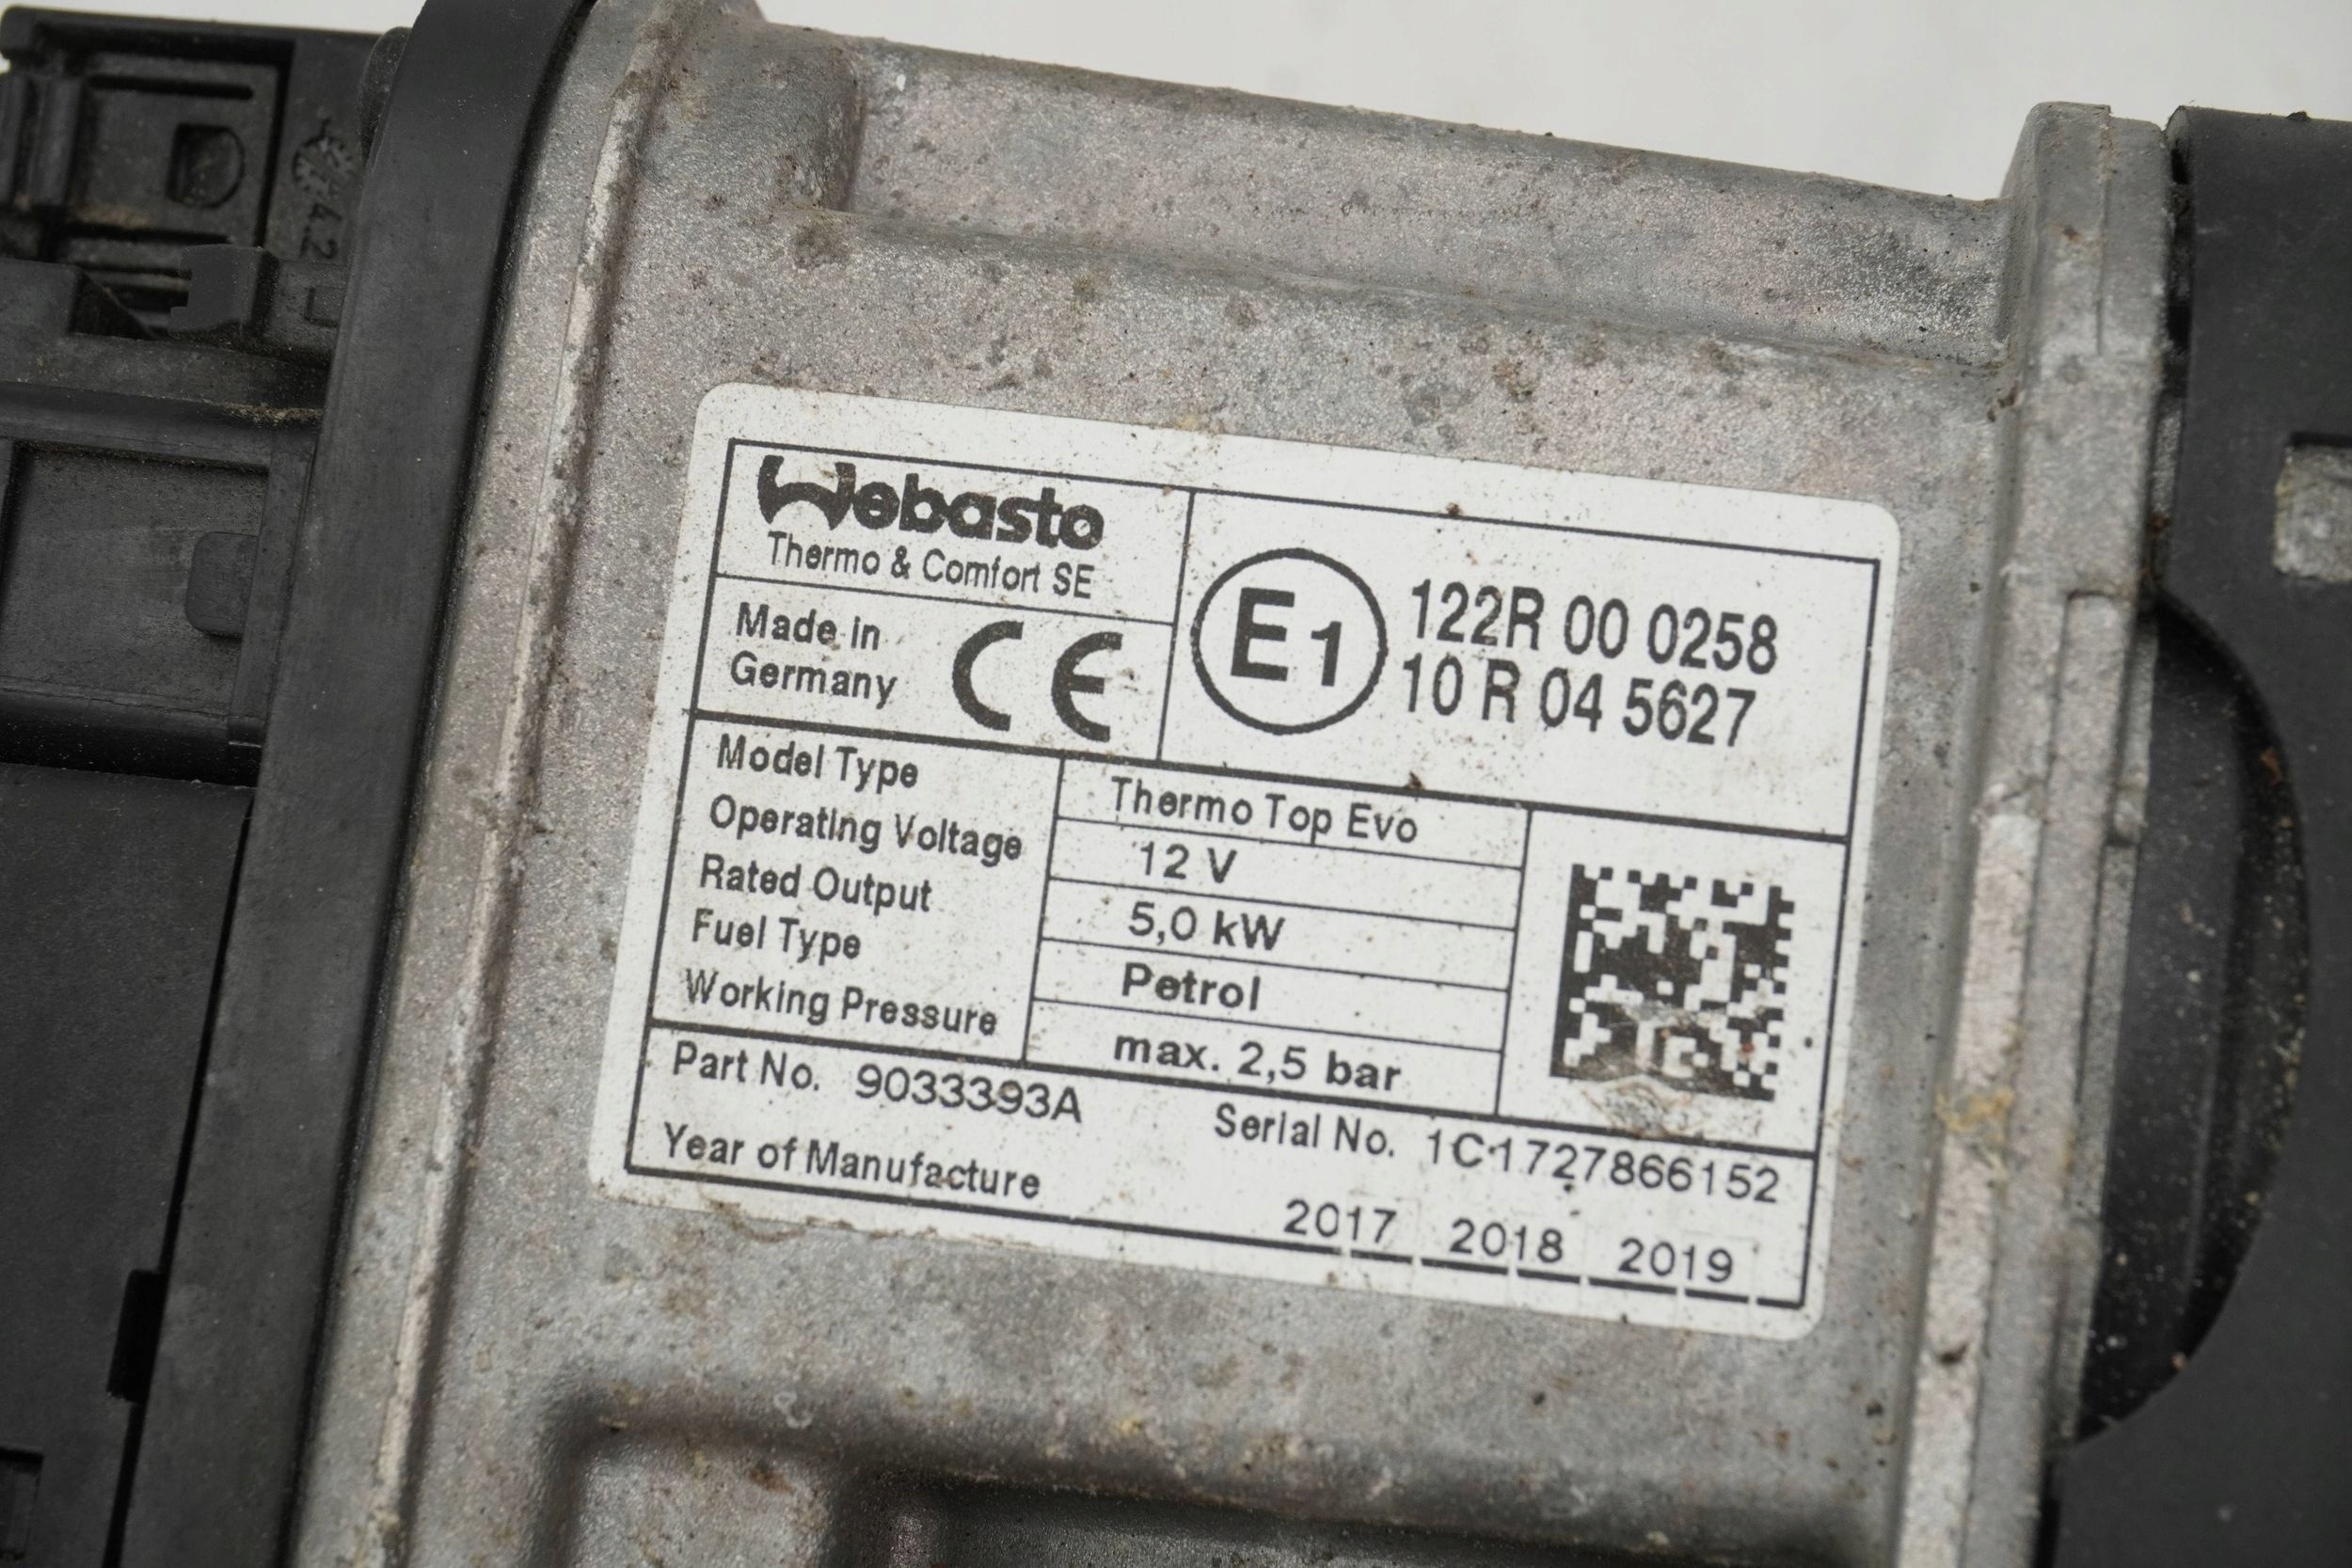 Webasto
Thermo & Comfort SE
Made in
Germany
CE
E1
122R 00 0258
10 R 04 5627
Model Type Thermo Top Evo
Operating Voltage 12 V
Rated Output 5,0 kW
Fuel Type Petrol
Working Pressure max. 2,5 bar
Part No. 9033393A Serial No. 1C1727866152
Year of Manufacture 2017 2018 2019
4.2